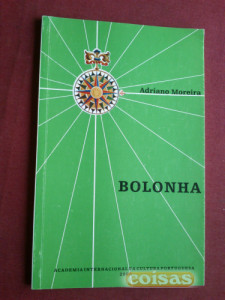 Adriano Moreira
BOLONHA
ACADEMIA INTERNACIONAL DA CULTURA PORTUGUESA
coisas